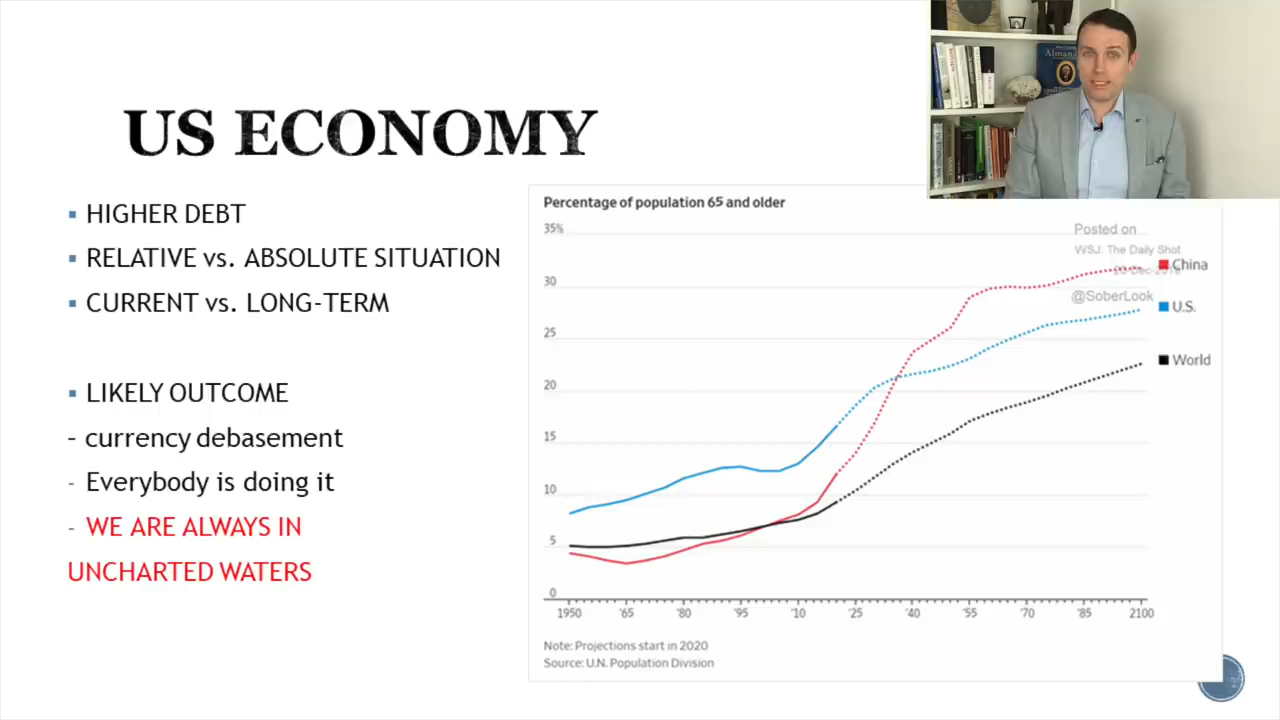 Almana
US ECONOMY
▪ HIGHER DEBT
▪ RELATIVE vs. ABSOLUTE SITUATION
▪ CURRENT vs. LONG-TERM
▪ LIKELY OUTCOME
- currency debasement
- Everybody is doing it
- WE ARE ALWAYS IN
UNCHARTED WATERS
Percentage of population 65 and older
Posted on
WSJ: The Daily Shot
@SoberLook
35%
30
25
20
15
10
5
0
China
U.S.
World
1950 '65 '80 '95 '10 '25 '40 '55 '70 '85 2100
Note: Projections start in 2020
Source: U.N. Population Division